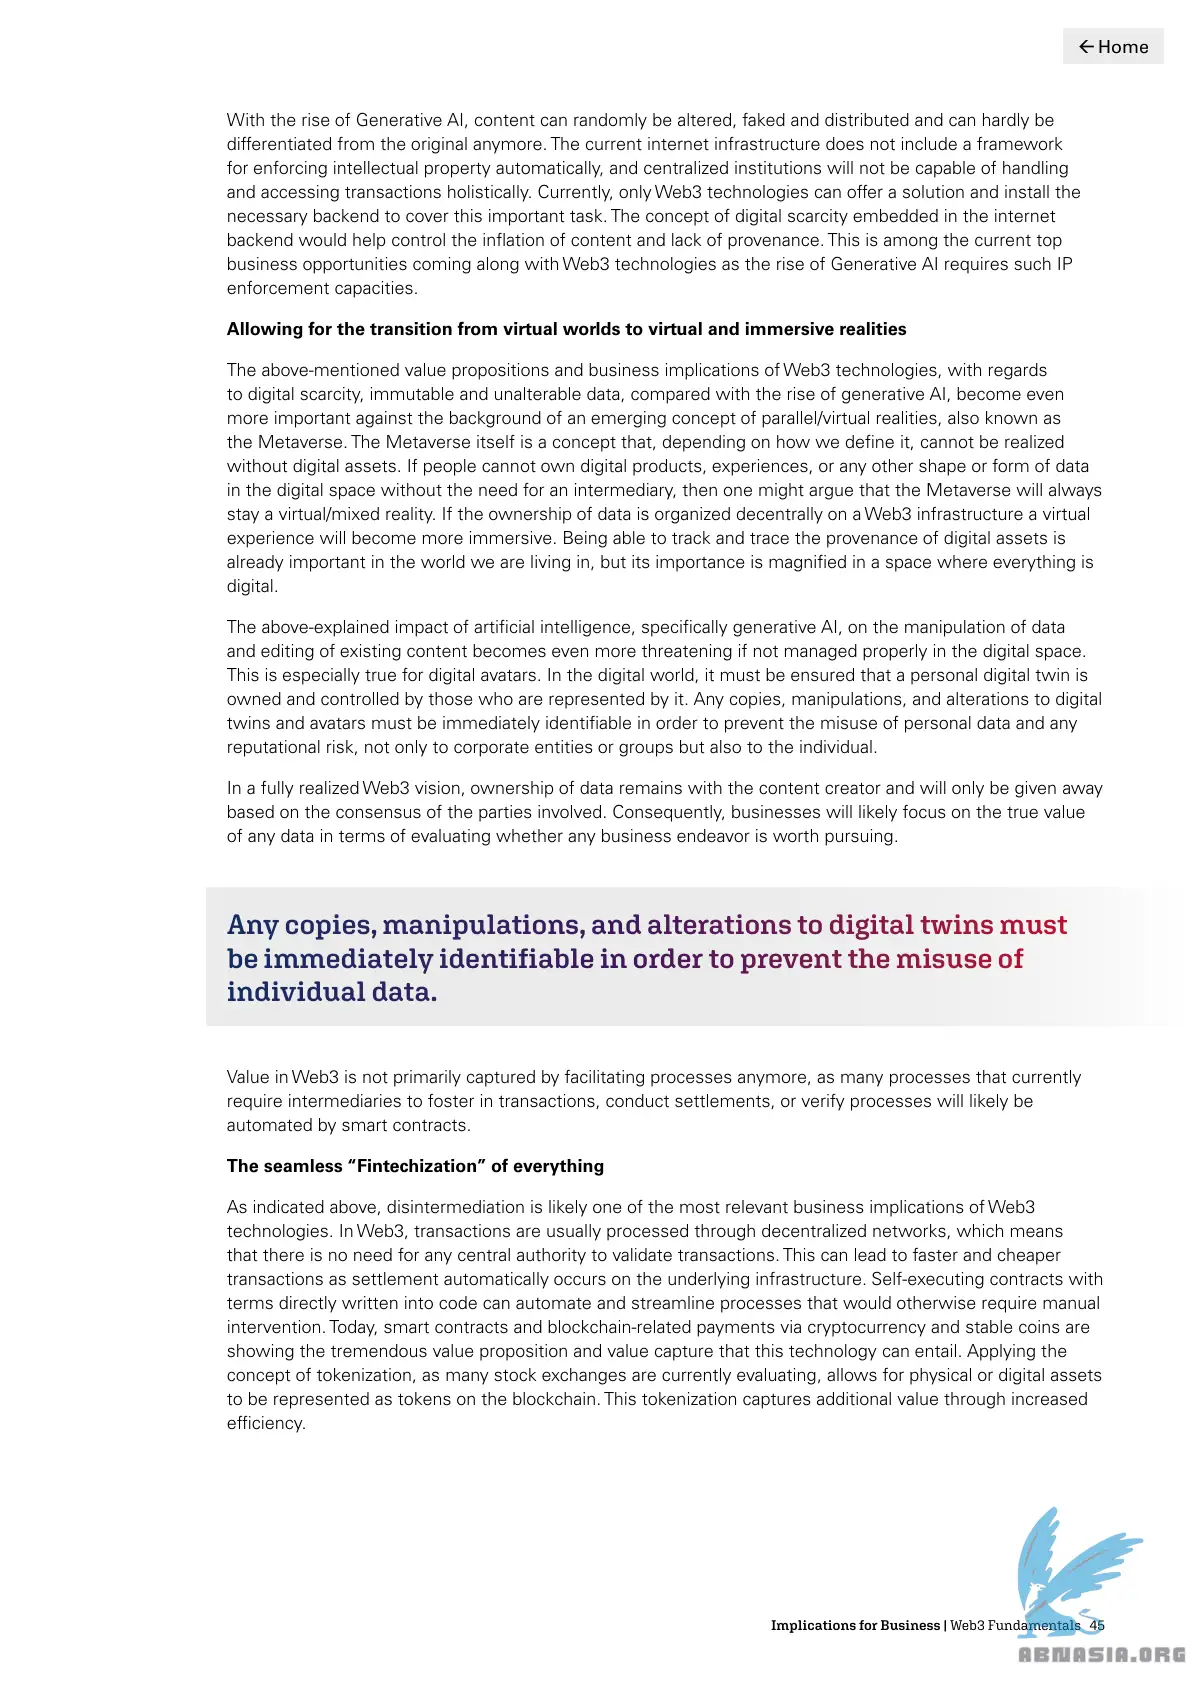 ← Home
With the rise of Generative AI, content can randomly be altered, faked and distributed and can hardly be
differentiated from the original anymore. The current internet infrastructure does not include a framework
for enforcing intellectual property automatically, and centralized institutions will not be capable of handling
and accessing transactions holistically. Currently, only Web3 technologies can offer a solution and install the
necessary backend to cover this important task. The concept of digital scarcity embedded in the internet
backend would help control the inflation of content and lack of provenance. This is among the current top
business opportunities coming along with Web3 technologies as the rise of Generative AI requires such IP
enforcement capacities.
Allowing for the transition from virtual worlds to virtual and immersive realities
The above-mentioned value propositions and business implications of Web3 technologies, with regards
to digital scarcity, immutable and unalterable data, compared with the rise of generative AI, become even
more important against the background of an emerging concept of parallel/virtual realities, also known as
the Metaverse. The Metaverse itself is a concept that, depending on how we define it, cannot be realized
without digital assets. If people cannot own digital products, experiences, or any other shape or form of data
in the digital space without the need for an intermediary, then one might argue that the Metaverse will always
stay a virtual/mixed reality. If the ownership of data is organized decentrally on a Web3 infrastructure a virtual
experience will become more immersive. Being able to track and trace the provenance of digital assets is
already important in the world we are living in, but its importance is magnified in a space where everything is
digital.
The above-explained impact of artificial intelligence, specifically generative AI, on the manipulation of data
and editing of existing content becomes even more threatening if not managed properly in the digital space.
This is especially true for digital avatars. In the digital world, it must be ensured that a personal digital twin is
owned and controlled by those who are represented by it. Any copies, manipulations, and alterations to digital
twins and avatars must be immediately identifiable in order to prevent the misuse of personal data and any
reputational risk, not only to corporate entities or groups but also to the individual.
In a fully realized Web3 vision, ownership of data remains with the content creator and will only be given away
based on the consensus of the parties involved. Consequently, businesses will likely focus on the true value
of any data in terms of evaluating whether any business endeavor is worth pursuing.
Any copies, manipulations, and alterations to digital twins must
be immediately identifiable in order to prevent the misuse of
individual data.
Value in Web3 is not primarily captured by facilitating processes anymore, as many processes that currently
require intermediaries to foster in transactions, conduct settlements, or verify processes will likely be
automated by smart contracts.
The seamless “Fintechization” of everything
As indicated above, disintermediation is likely one of the most relevant business implications of Web3
technologies. In Web3, transactions are usually processed through decentralized networks, which means
that there is no need for any central authority to validate transactions. This can lead to faster and cheaper
transactions as settlement automatically occurs on the underlying infrastructure. Self-executing contracts with
terms directly written into code can automate and streamline processes that would otherwise require manual
intervention. Today, smart contracts and blockchain-related payments via cryptocurrency and stable coins are
showing the tremendous value proposition and value capture that this technology can entail. Applying the
concept of tokenization, as many stock exchanges are currently evaluating, allows for physical or digital assets
to be represented as tokens on the blockchain. This tokenization captures additional value through increased
efficiency.
Implications for Business | Web3 Fundamentals 45
ABNASIA.ORG